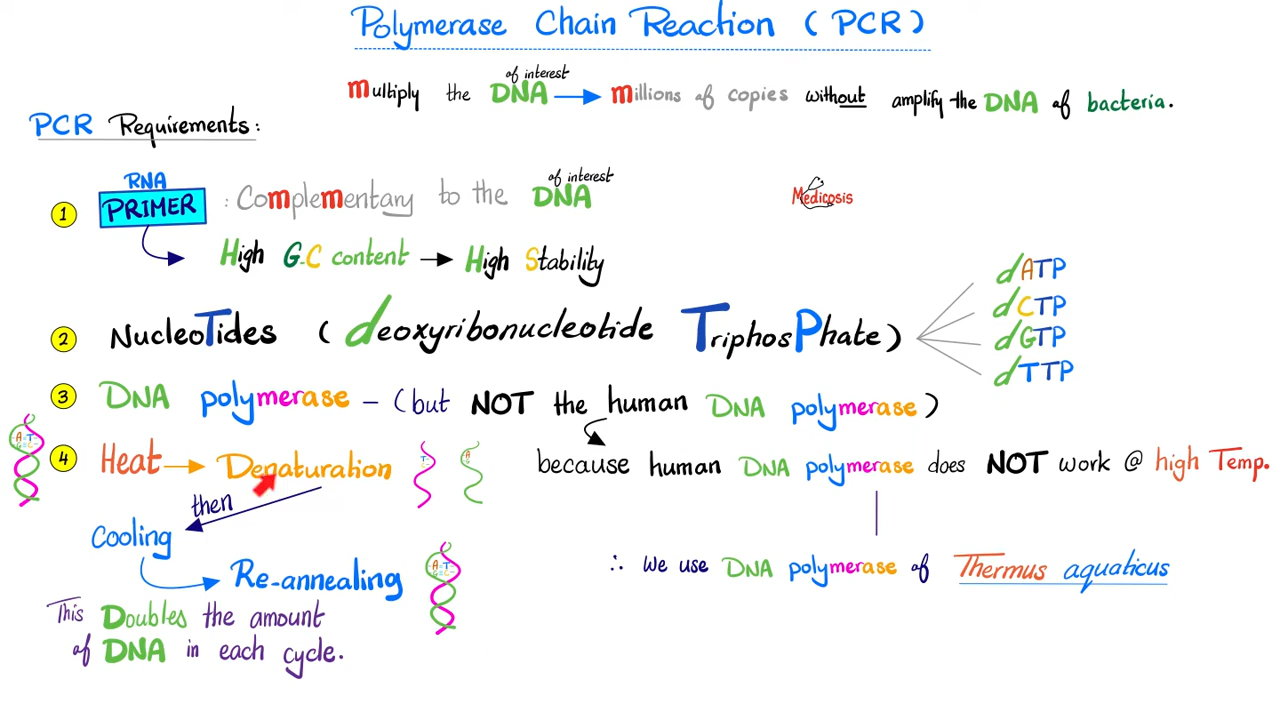 Polymerase Chain Reaction (PCR)
of interest
Multiply the DNA → Millions of copies without amplify the DNA of bacteria.
PCR Requirements:
RNA
of interest
1 PRIMER : Complementary to the DNA
Medicosis
High G-C content → High Stability
dATP
dCTP
2 NucleoTides (deoxyribonucleotide TriphosPhate)
dGTP
dTTP
3 DNA polymerase - (but NOT the human DNA polymerase)
4 Heat → Denaturation
because human DNA polymerase does NOT work @ high Temp.
then
Cooling
Re-annealing
∴ We use DNA polymerase of Thermus aquaticus
This Doubles the amount
of DNA in each cycle.